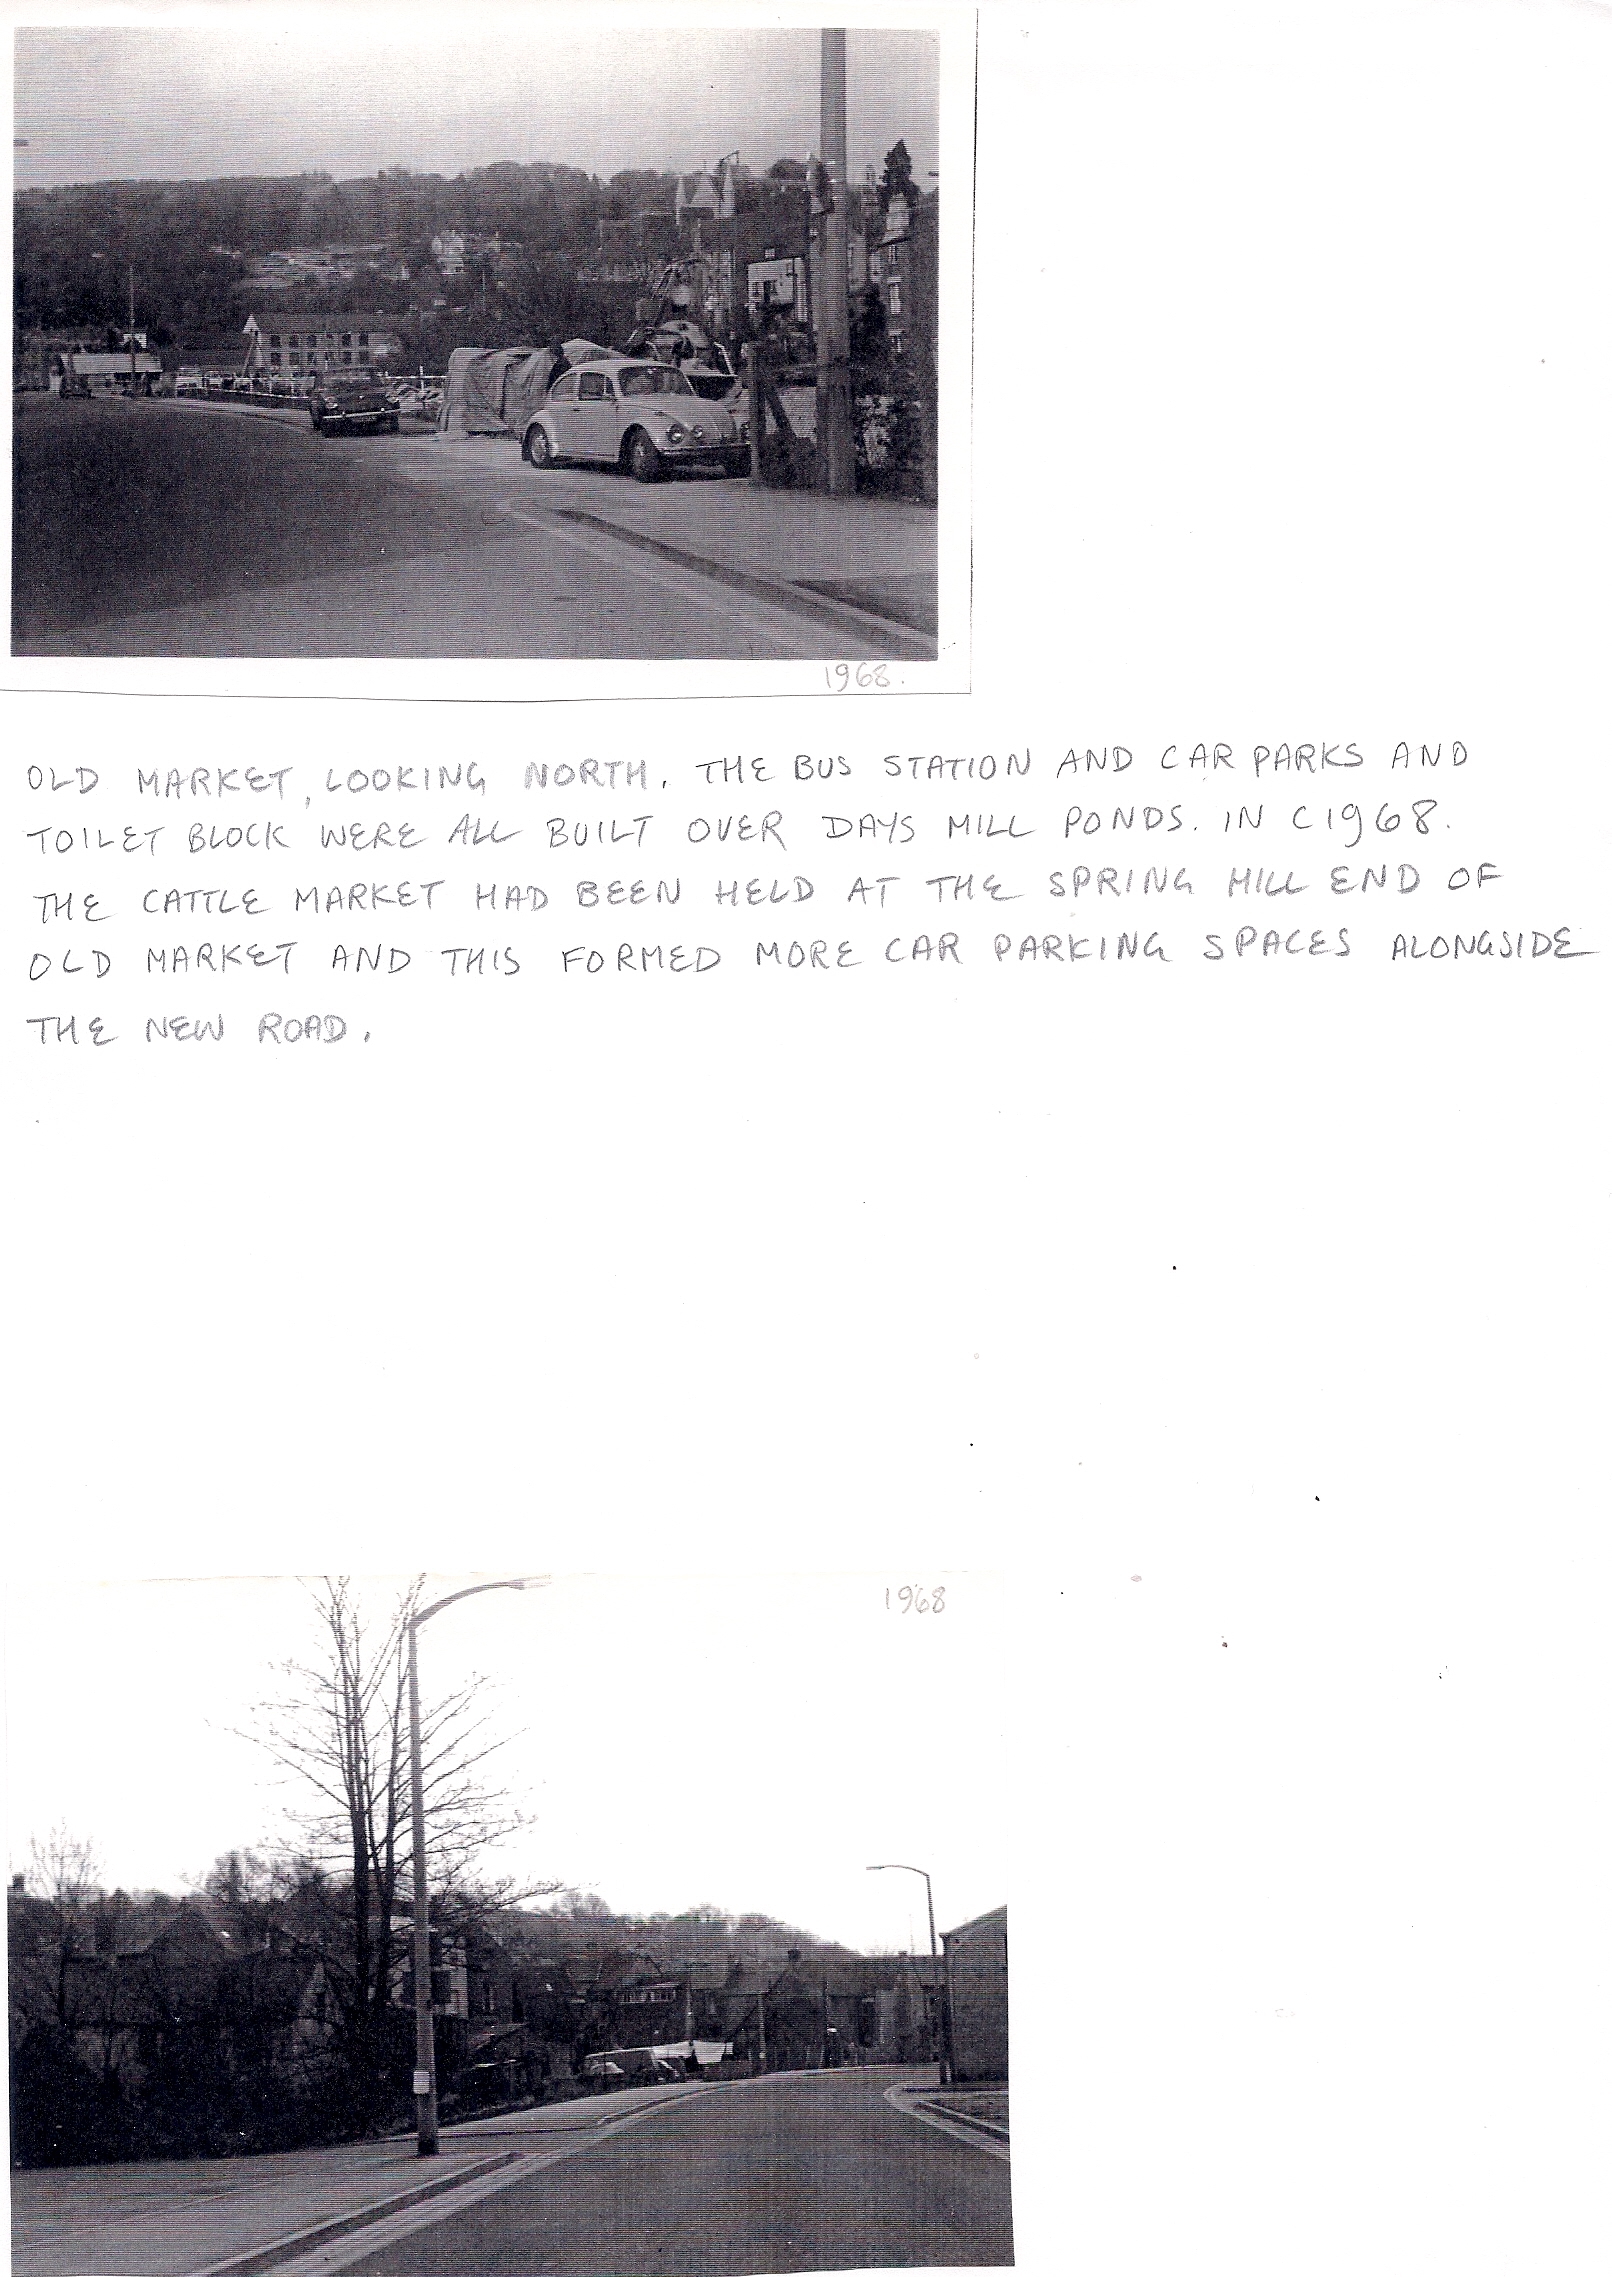 1968.
OLD MARKET, LOOKING NORTH. THE BUS STATION AND CAR PARKS AND
TOILET BLOCK WERE ALL BUILT OVER DAYS MILL PONDS. IN C1968.
THE CATTLE MARKET HAD BEEN HELD AT THE SPRING HILL END OF
OLD MARKET AND THIS FORMED MORE CAR PARKING SPACES ALONGSIDE
THE NEW ROAD.
1968